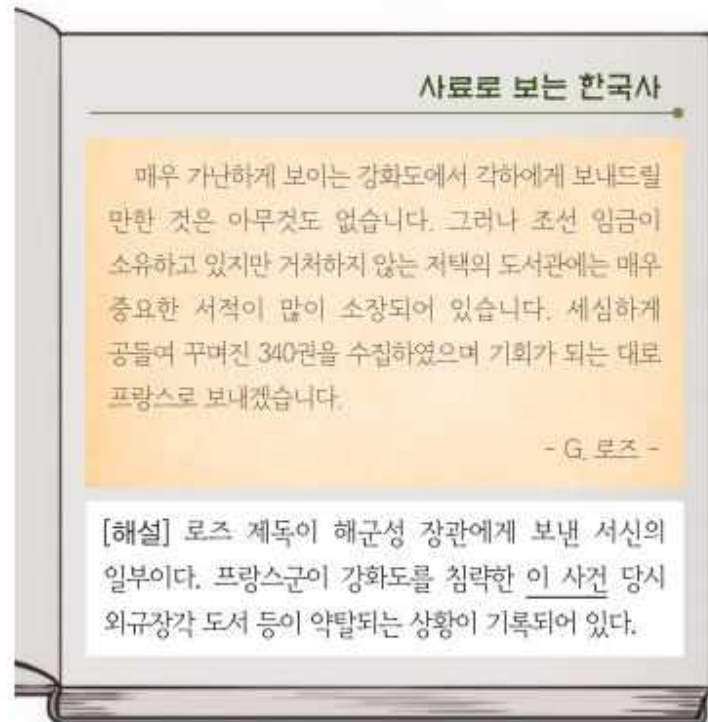 사료로 보는 한국사
매우 가난하게 보이는 강화도에서 각하에게 보내드릴
만한 것은 아무것도 없습니다. 그러나 조선 임금이
소유하고 있지만 거처하지 않는 저택의 도서관에는 매우
중요한 서적이 많이 소장되어 있습니다. 세심하게
공들여 꾸며진 340권을 수집하였으며 기회가 되는 대로
프랑스로 보내겠습니다.
- G. 로즈 -
[해설] 로즈 제독이 해군성 장관에게 보낸 서신의
일부이다. 프랑스군이 강화도를 침략한 이 사건 당시
외규장각 도서 등이 약탈되는 상황이 기록되어 있다.